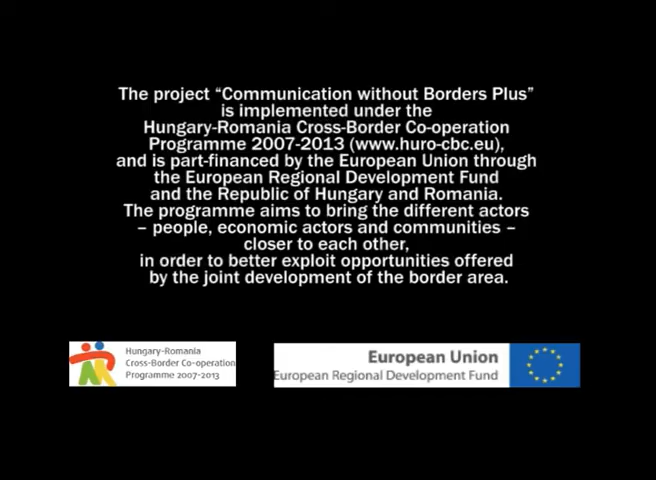 The project “Communication without Borders Plus”
is implemented under the
Hungary-Romania Cross-Border Co-operation
Programme 2007-2013 (www.huro-cbc.eu),
and is part-financed by the European Union through
the European Regional Development Fund
and the Republic of Hungary and Romania.
The programme aims to bring the different actors
– people, economic actors and communities –
closer to each other,
in order to better exploit opportunities offered
by the joint development of the border area.
Hungary-Romania
Cross-Border Co-operation
Programme 2007-2013
European Union
European Regional Development Fund